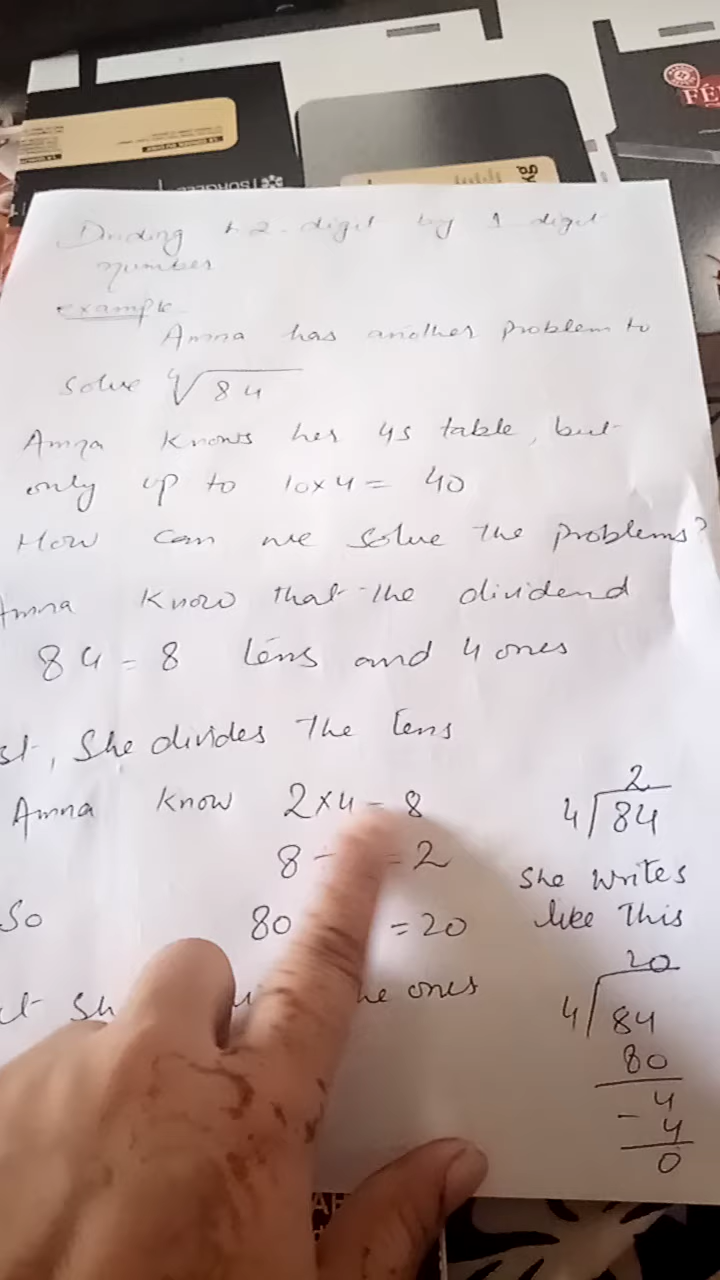 Dividing 2-digit by 1 digit
number
example
Amna has another problem to
solve 4√84
Amna knows her 4s table, but
only up to 10×4= 40
How can we solve the problems?
Amna know that the dividend
84 = 8 tens and 4 ones
st, She divides the tens
Amna know 2×4=8
8 ÷ =2
So 80 =20
ones
2
4√84
She writes
like this
20
4√84
80
4
- 4
0
FÉ